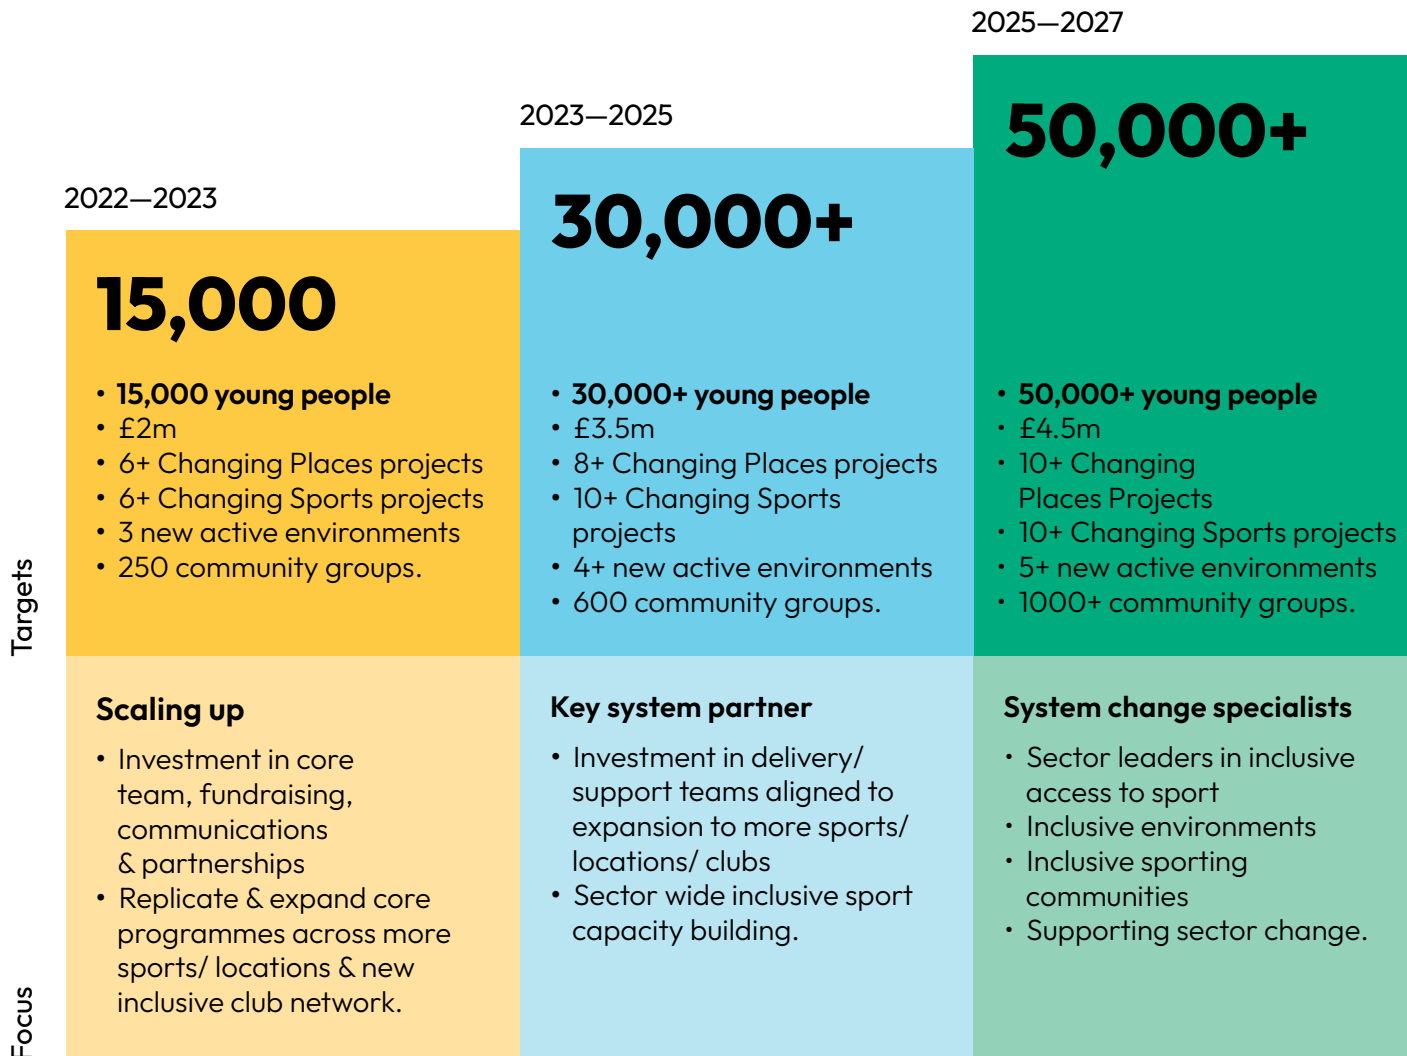 2022—2023
15,000
• 15,000 young people
• £2m
• 6+ Changing Places projects
• 6+ Changing Sports projects
• 3 new active environments
• 250 community groups.
2023—2025
30,000+
• 30,000+ young people
• £3.5m
• 8+ Changing Places projects
• 10+ Changing Sports
projects
• 4+ new active environments
• 600 community groups.
2025—2027
50,000+
• 50,000+ young people
• £4.5m
• 10+ Changing
Places Projects
• 10+ Changing Sports projects
• 5+ new active environments
• 1000+ community groups.
Targets
Scaling up
• Investment in core
team, fundraising,
communications
& partnerships
• Replicate & expand core
programmes across more
sports/ locations & new
inclusive club network.
Key system partner
• Investment in delivery/
support teams aligned to
expansion to more sports/
locations/ clubs
• Sector wide inclusive sport
capacity building.
System change specialists
• Sector leaders in inclusive
access to sport
• Inclusive environments
• Inclusive sporting
communities
• Supporting sector change.
Focus